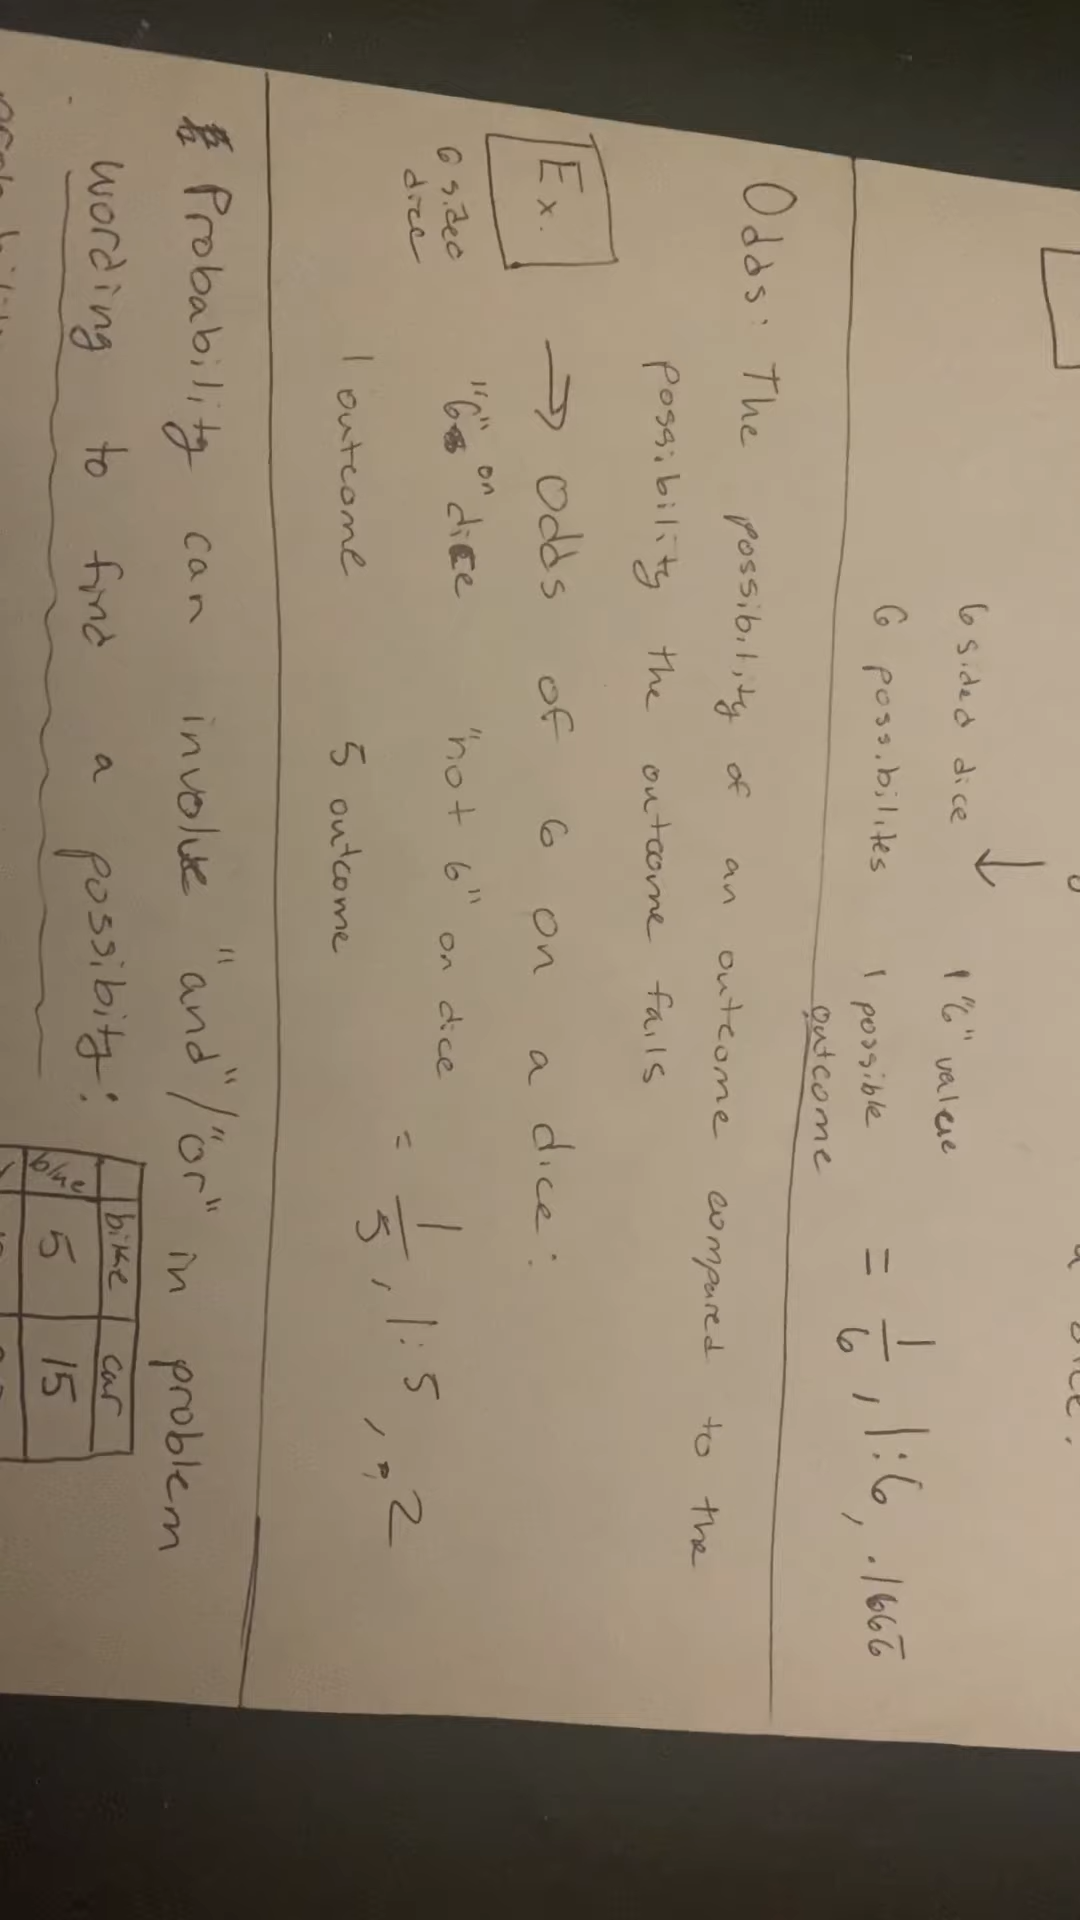 6 sided dice ↓ 1 "6" value
6 possibilites 1 possible outcome = 1/6, 1:6, .1666̅
Odds: The possibility of an outcome compared to the
possibility the outcome fails
Ex. → Odds of 6 on a dice:
6 sided dice
"6" on dice "not 6" on dice
1 outcome 5 outcome
= 1/5, 1:5, .2
Probability can involve "and"/"or" in problem
wording to find a possibity:
bike car
blue 5 15